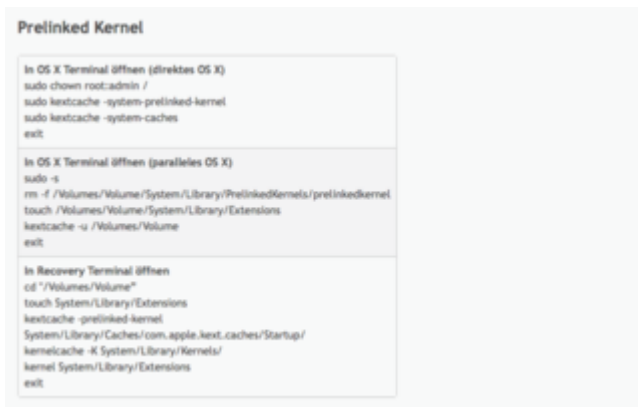 Prelinked Kernel
In OS X Terminal öffnen (direktes OS X)
sudo chown root:admin /
sudo kextcache -system-prelinked-kernel
sudo kextcache -system-caches
exit
In OS X Terminal öffnen (paralleles OS X)
sudo -s
rm -f /Volumes/Volume/System/Library/PrelinkedKernels/prelinkedkernel
touch /Volumes/Volume/System/Library/Extensions
kextcache -u /Volumes/Volume
exit
In Recovery Terminal öffnen
cd "/Volumes/Volume"
touch System/Library/Extensions
kextcache -prelinked-kernel
System/Library/Caches/com.apple.kext.caches/Startup/
kernelcache -K System/Library/Kernels/
kernel System/Library/Extensions
exit